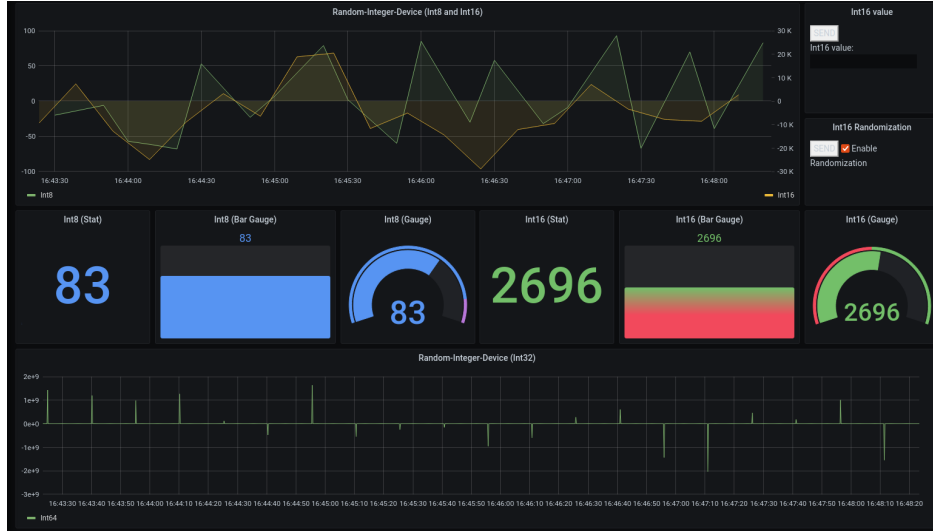 Random-Integer-Device (Int8 and Int16)
100
50
0
-50
-100
30 K
20 K
10 K
0
-10 K
-20 K
-30 K
16:43:30 16:44:00 16:44:30 16:45:00 16:45:30 16:46:00 16:46:30 16:47:00 16:47:30 16:48:00
Int8
Int16
Int16 value
SEND
Int16 value:
Int16 Randomization
SEND Enable
Randomization
Int8 (Stat)
83
Int8 (Bar Gauge)
83
Int8 (Gauge)
83
Int16 (Stat)
2696
Int16 (Bar Gauge)
2696
Int16 (Gauge)
2696
Random-Integer-Device (Int32)
2e+9
1e+9
0e+0
-1e+9
-2e+9
-3e+9
16:43:30 16:43:40 16:43:50 16:44:00 16:44:10 16:44:20 16:44:30 16:44:40 16:44:50 16:45:00 16:45:10 16:45:20 16:45:30 16:45:40 16:45:50 16:46:00 16:46:10 16:46:20 16:46:30 16:46:40 16:46:50 16:47:00 16:47:10 16:47:20 16:47:30 16:47:40 16:47:50 16:48:00 16:48:10 16:48:20
Int64